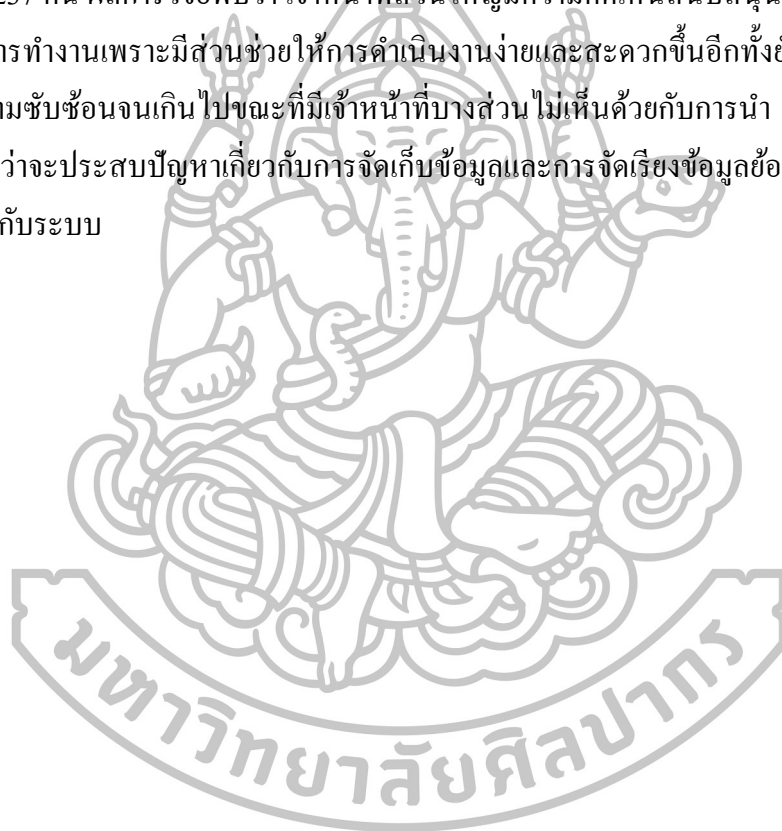 การทำงานเพราะมีส่วนช่วยให้การดำเนินงานง่ายและสะดวกขึ้นอีกทั้งยั
ามซับซ้อนจนเกินไปขณะที่มีเจ้าหน้าที่บางส่วนไม่เห็นด้วยกับการนำ
ว่าจะประสบปัญหาเกี่ยวกับการจัดเก็บข้อมูลและการจัดเรียงข้อมูลย้อ
กับระบบ
มหาวิทยาลัยศิลปากร